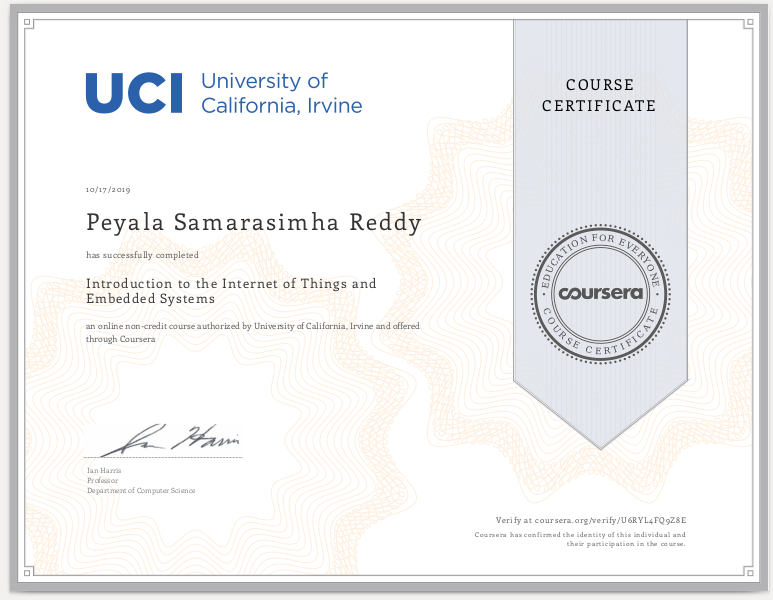 UCI University of
California, Irvine
COURSE
CERTIFICATE
10/17/2019
Peyala Samarasimha Reddy
has successfully completed
Introduction to the Internet of Things and
Embedded Systems
an online non-credit course authorized by University of California, Irvine and offered
through Coursera
EDUCATION FOR EVERYONE
coursera
COURSE CERTIFICATE
Ian Harris
Ian Harris
Professor
Department of Computer Science
Verify at coursera.org/verify/U6RYL4FQ9Z8E
Coursera has confirmed the identity of this individual and
their participation in the course.